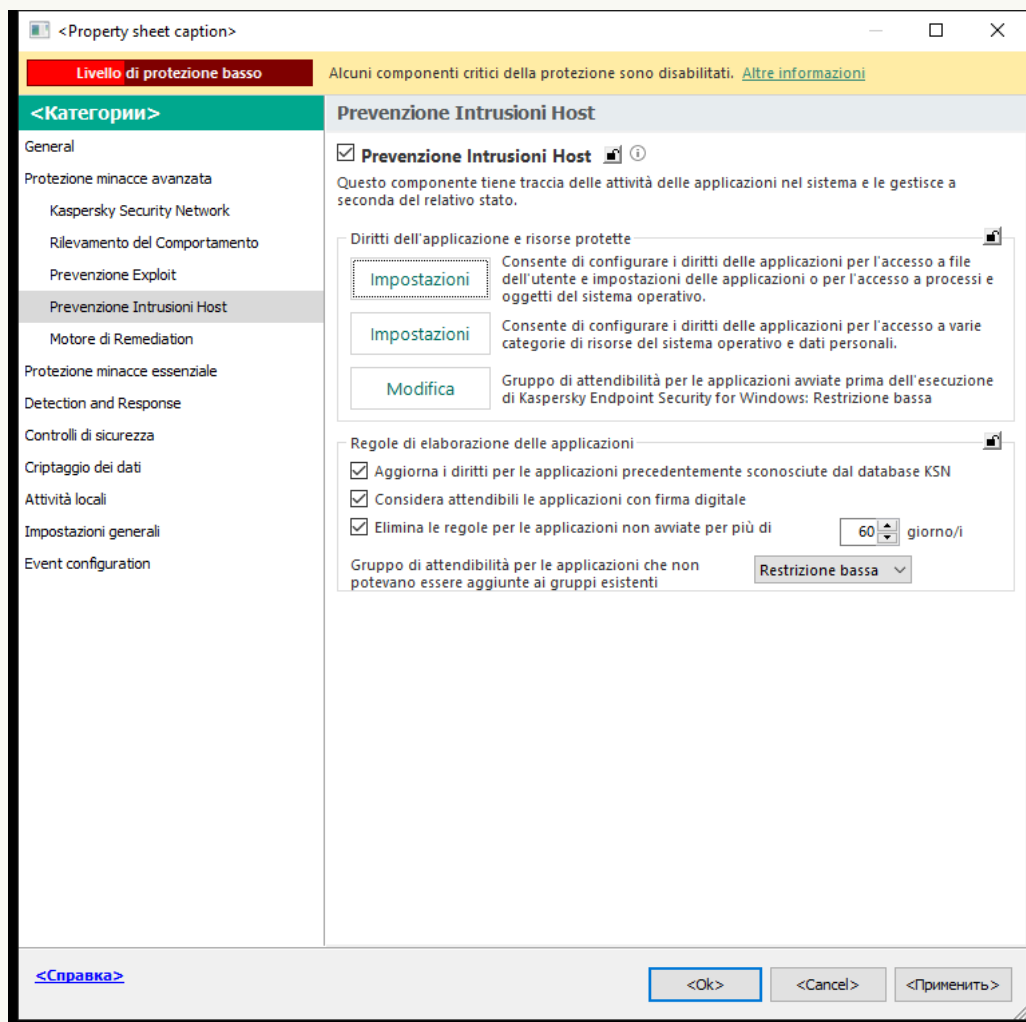 <Property sheet caption>
Livello di protezione basso
Alcuni componenti critici della protezione sono disabilitati. Altre informazioni
<Категории>
General
Protezione minacce avanzata
Kaspersky Security Network
Rilevamento del Comportamento
Prevenzione Exploit
Prevenzione Intrusioni Host
Motore di Remediation
Protezione minacce essenziale
Detection and Response
Controlli di sicurezza
Criptaggio dei dati
Attività locali
Impostazioni generali
Event configuration
Prevenzione Intrusioni Host
Prevenzione Intrusioni Host
Questo componente tiene traccia delle attività delle applicazioni nel sistema e le gestisce a
seconda del relativo stato.
Diritti dell'applicazione e risorse protette
Impostazioni
Consente di configurare i diritti delle applicazioni per l'accesso a file
dell'utente e impostazioni delle applicazioni o per l'accesso a processi e
oggetti del sistema operativo.
Impostazioni
Consente di configurare i diritti delle applicazioni per l'accesso a varie
categorie di risorse del sistema operativo e dati personali.
Modifica
Gruppo di attendibilità per le applicazioni avviate prima dell'esecuzione
di Kaspersky Endpoint Security for Windows: Restrizione bassa
Regole di elaborazione delle applicazioni
Aggiorna i diritti per le applicazioni precedentemente sconosciute dal database KSN
Considera attendibili le applicazioni con firma digitale
Elimina le regole per le applicazioni non avviate per più di 60 giorno/i
Gruppo di attendibilità per le applicazioni che non
potevano essere aggiunte ai gruppi esistenti
Restrizione bassa
<Справка>
<Ok> <Cancel> <Применить>